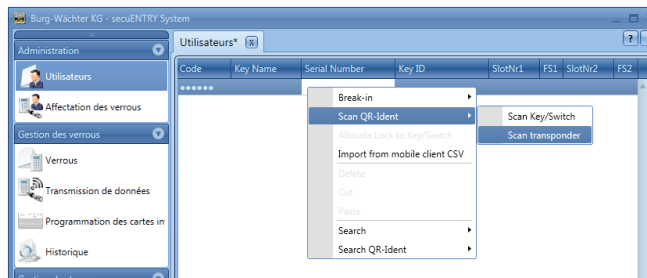 Burg-Wächter KG - secuENTRY System
Administration
Utilisateurs
Affectation des verrous
Gestion des verrous
Verrous
Transmission de données
Programmation des cartes in
Historique
Utilisateurs*
Code Key Name Serial Number Key ID SlotNr1 FS1 SlotNr2 FS2
••••••
Break-in
Scan QR-Ident
Allocate Lock to Key/Switch
Import from mobile client CSV
Delete
Cut
Paste
Search
Search QR-Ident
Scan Key/Switch
Scan transponder